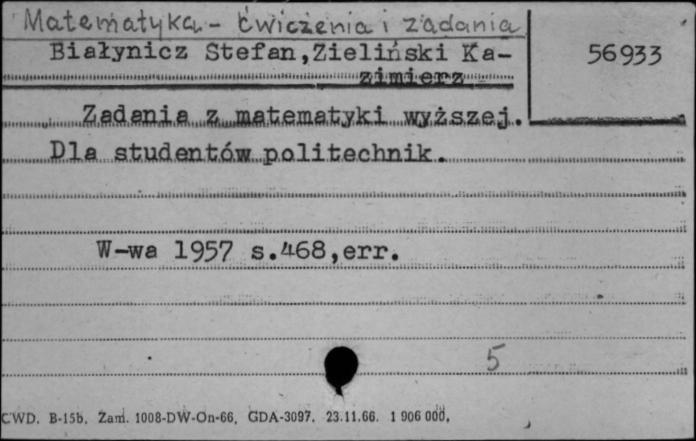 Matematyka - ćwiczenia i zadania
Białynicz Stefan,Zieliński Ka-
zimierz
56933
Zadania z matematyki wyższej.
Dla studentów politechnik.
W-wa 1957 s.468,err.
5
CWD. B-15b. Zam. 1008-DW-On-66, GDA-3097. 23.11.66. 1 906 000,